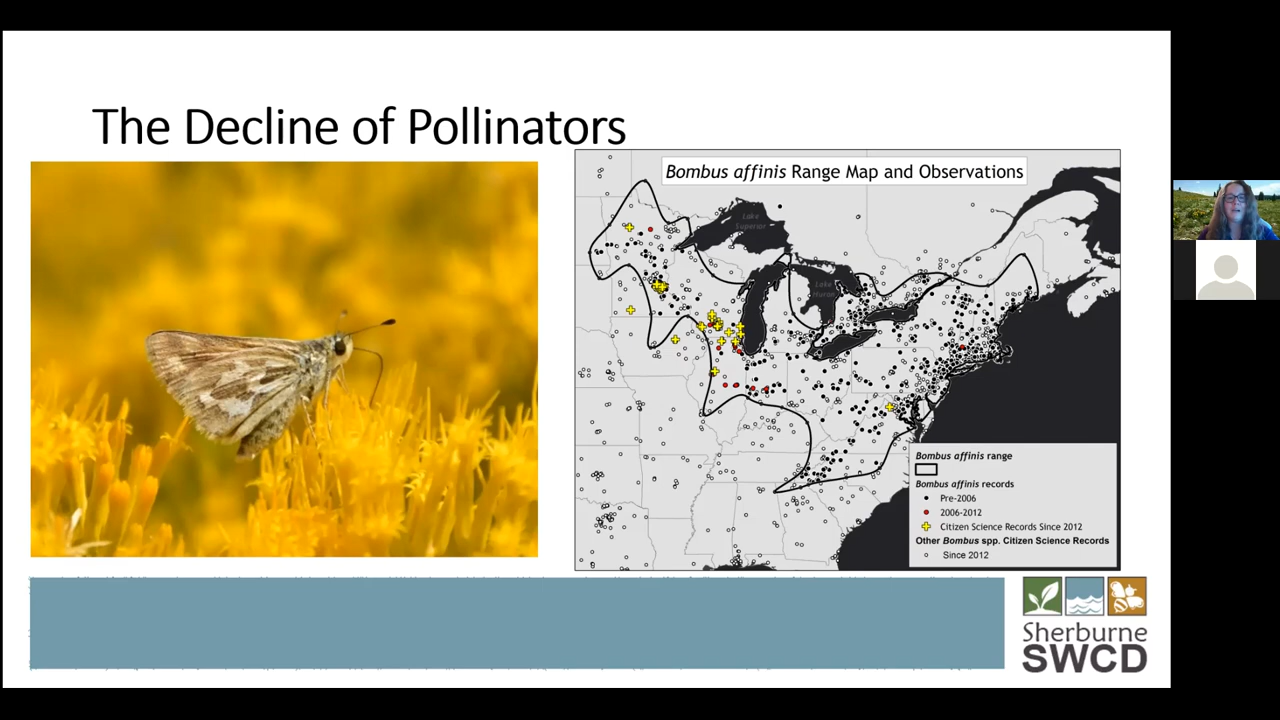 The Decline of Pollinators
Bombus affinis Range Map and Observations
Lake
Superior
Lake
Huron
Bombus affinis range
Bombus affinis records
Pre-2006
2006-2012
Citizen Science Records Since 2012
Other Bombus spp. Citizen Science Records
Since 2012
Sherburne
SWCD